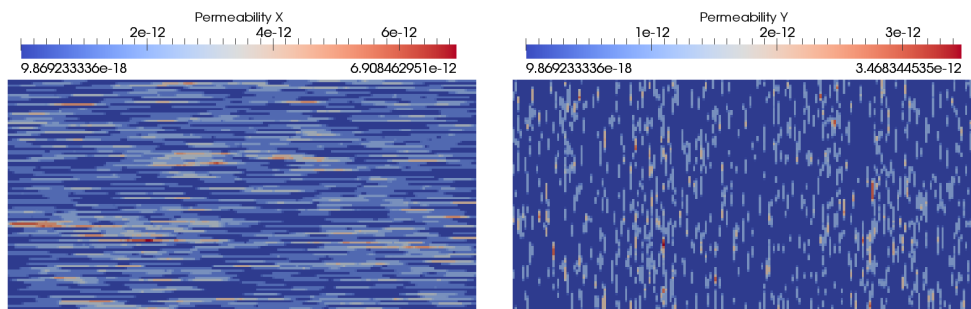 Permeability X
2e-12 4e-12 6e-12
9.869233336e-18 6.908462951e-12
Permeability Y
1e-12 2e-12 3e-12
9.869233336e-18 3.468344535e-12